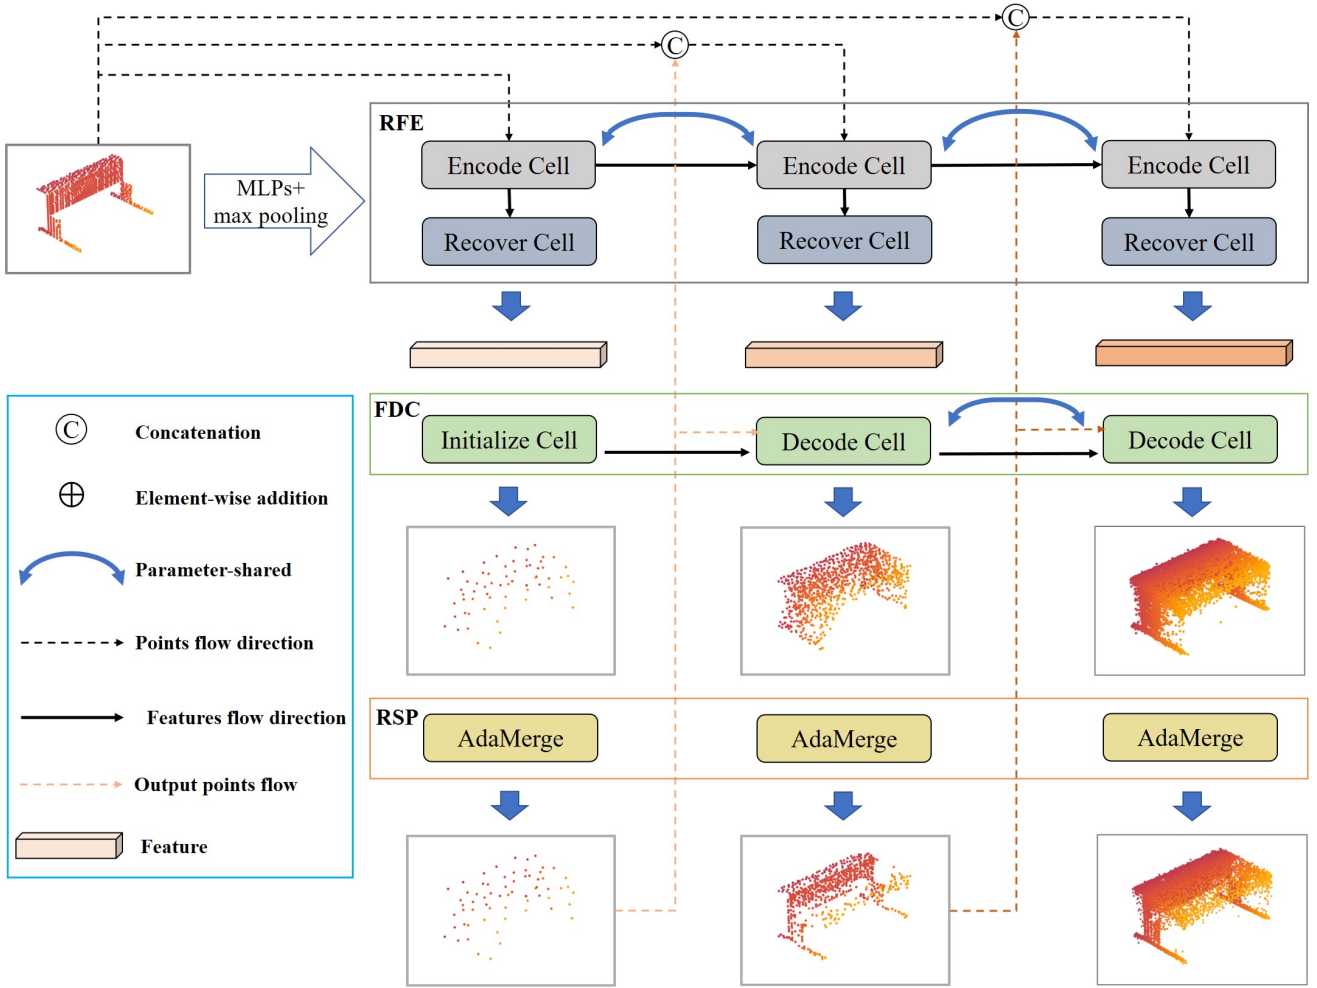 C
C
RFE
Encode Cell
Encode Cell
Encode Cell
MLPs+
max pooling
Recover Cell
Recover Cell
Recover Cell
FDC
Initialize Cell
Decode Cell
Decode Cell
C
Concatenation
Element-wise addition
Parameter-shared
Points flow direction
Features flow direction
Output points flow
Feature
RSP
AdaMerge
AdaMerge
AdaMerge